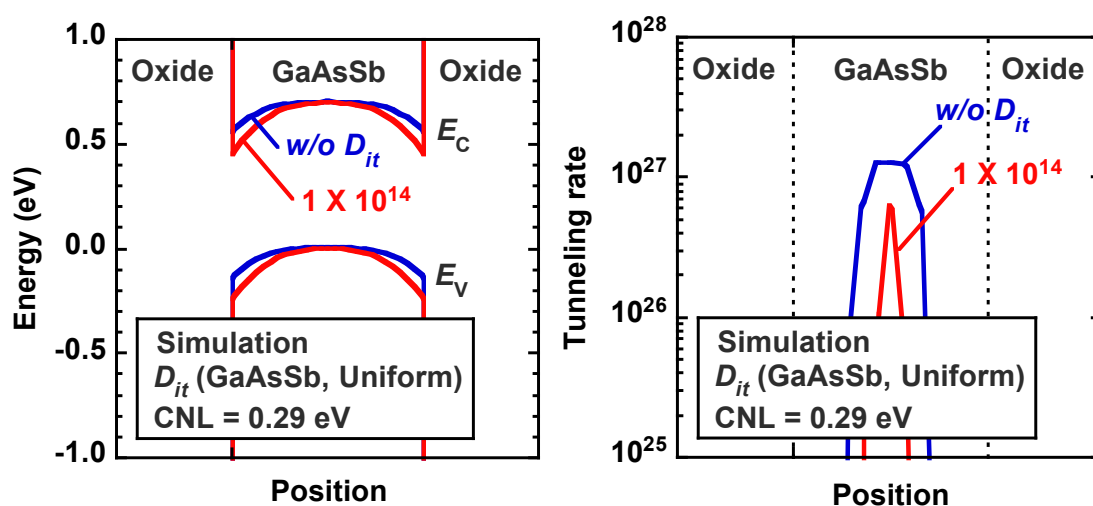 1.0
0.5
0.0
-0.5
-1.0
Energy (eV)
Oxide
GaAsSb
Oxide
w/o D_it
E_C
1 X 10^14
E_V
Simulation
D_it (GaAsSb, Uniform)
CNL = 0.29 eV
Position
10^28
10^27
10^26
10^25
Tunneling rate
Oxide
GaAsSb
Oxide
w/o D_it
1 X 10^14
Simulation
D_it (GaAsSb, Uniform)
CNL = 0.29 eV
Position